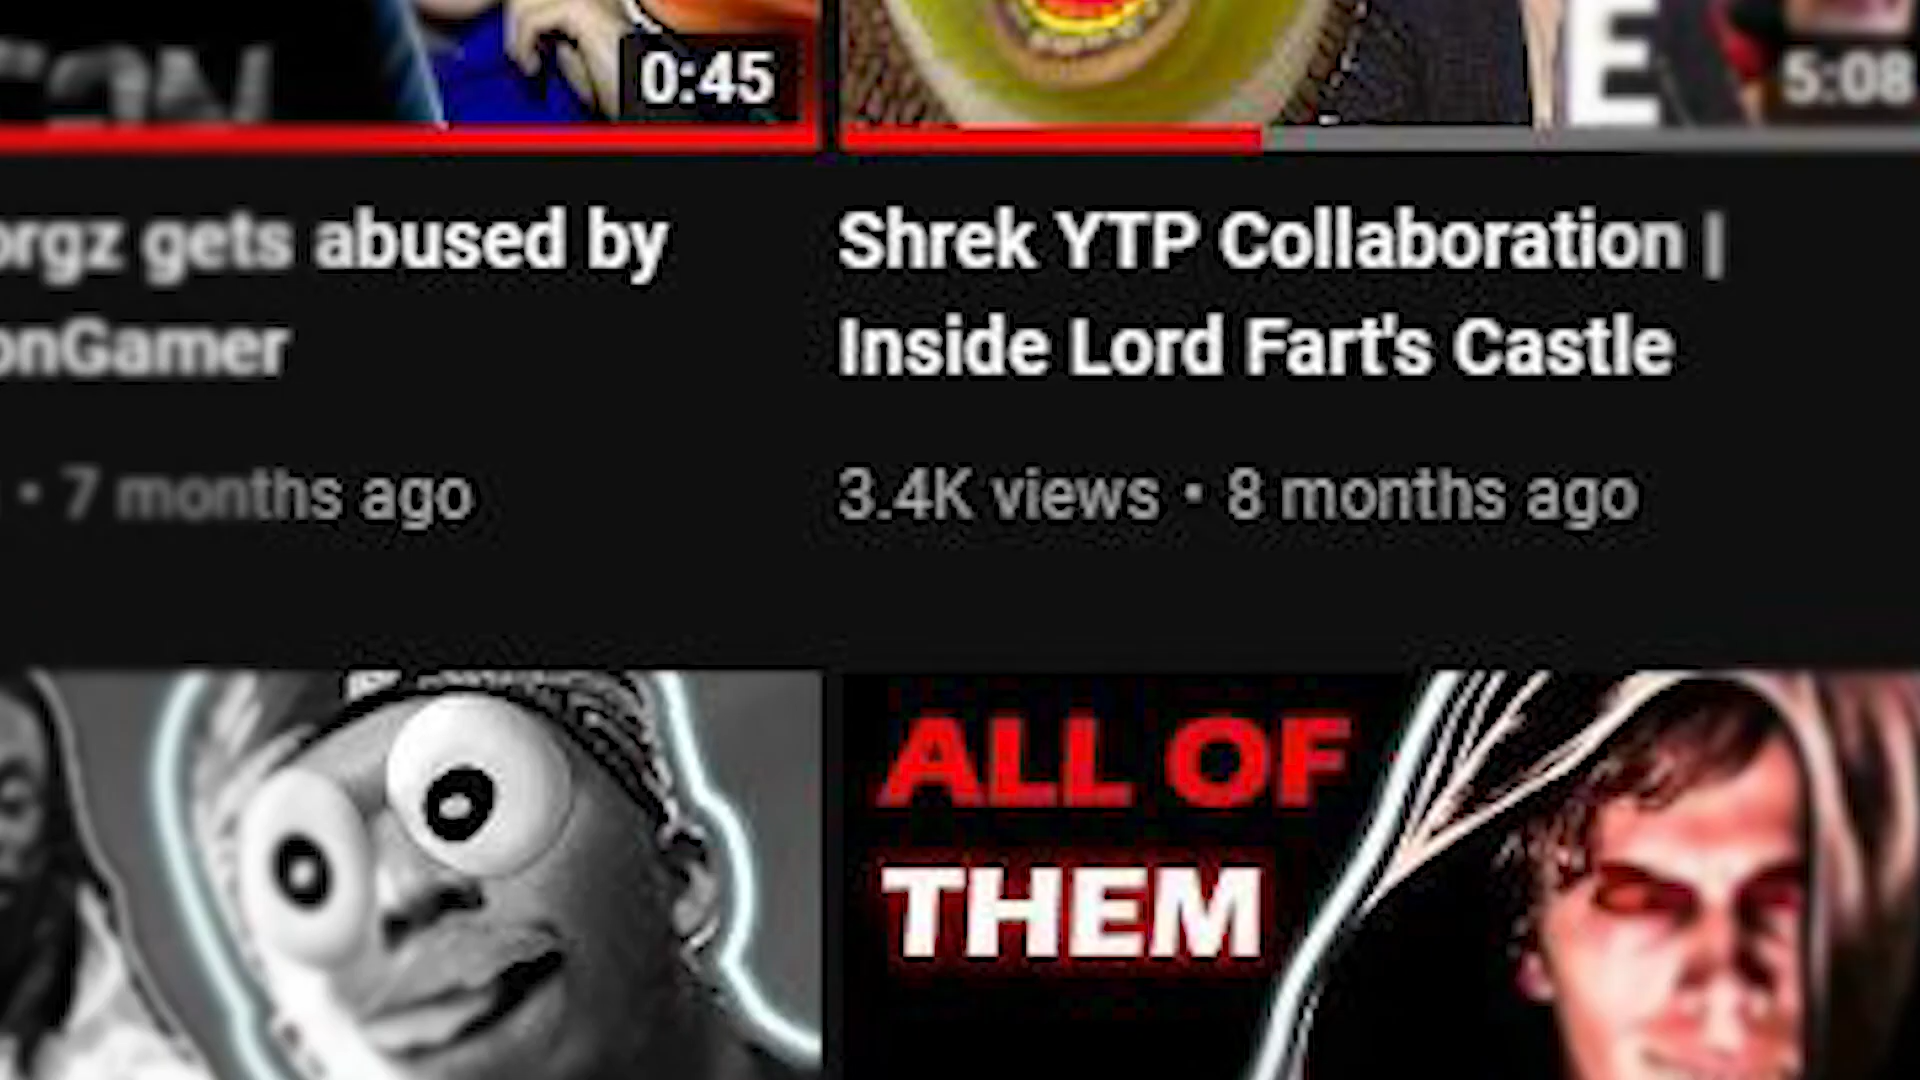 0:45
E
5:08
orgz gets abused by
onGamer
Shrek YTP Collaboration |
Inside Lord Fart's Castle
• 7 months ago
3.4K views • 8 months ago
ALL OF
THEM